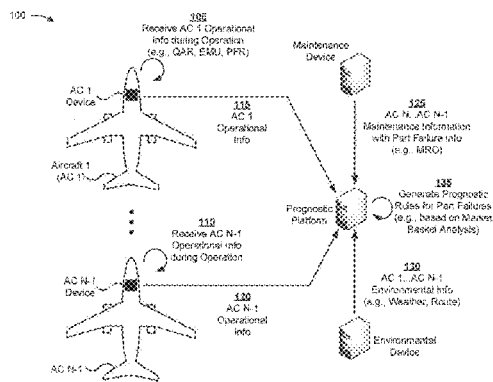 100
105
Receive AC 1 Operational
Info during Operation
(e.g., QAR, SMU, PFR)
AC 1
Device
Aircraft 1
(AC 1)
115
AC 1
Operational
Info
110
Receive AC N-1
Operational Info
during Operation
AC N-1
Device
120
AC N-1
Operational
Info
AC N-1
Maintenance
Device
125
AC N...AC N-1
Maintenance Information
with Part Failure Info
(e.g., MRO)
Prognostic
Platform
135
Generate Prognostic
Rules for Part Failures
(e.g., based on Market
Based Analysis)
130
AC 1...AC N-1
Environmental Info
(e.g., Weather, Route)
Environmental
Device